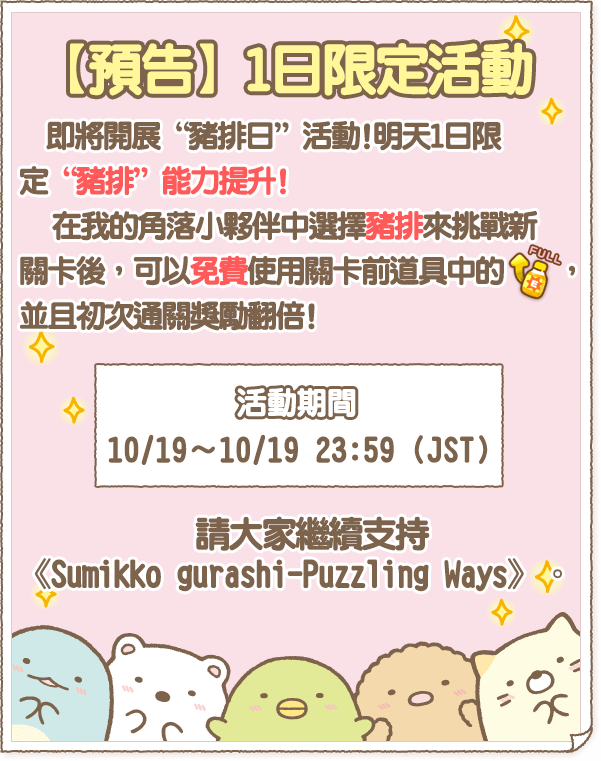 【預告】1日限定活動
即將開展“豬排日”活動!明天1日限
定“豬排”能力提升!
在我的角落小夥伴中選擇豬排來挑戰新
關卡後，可以免費使用關卡前道具中的 FULL E，
並且初次通關獎勵翻倍!
活動期間
10/19～10/19 23:59 (JST)
請大家繼續支持
《Sumikko gurashi-Puzzling Ways》。